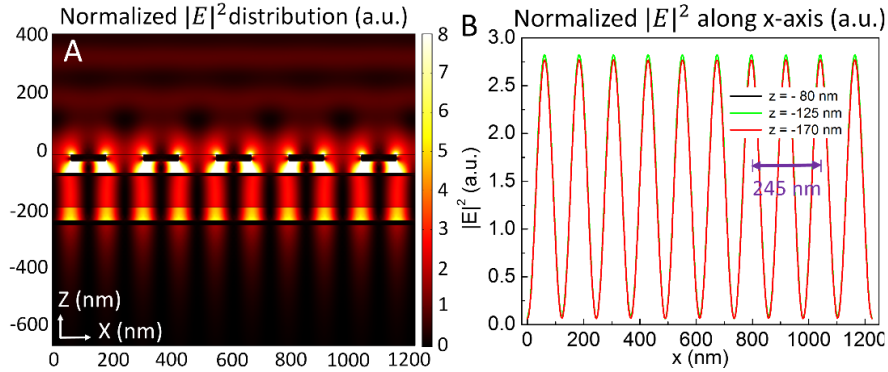 Normalized |E|² distribution (a.u.)
A
400
200
0
-200
-400
-600
Z (nm)
X (nm)
0 200 400 600 800 1000 1200
8
7
6
5
4
3
2
1
0
Normalized |E|² along x-axis (a.u.)
B
3.0
2.5
2.0
1.5
1.0
0.5
0.0
|E|² (a.u.)
z = - 80 nm
z = -125 nm
z = -170 nm
245 nm
0 200 400 600 800 1000 1200
x (nm)